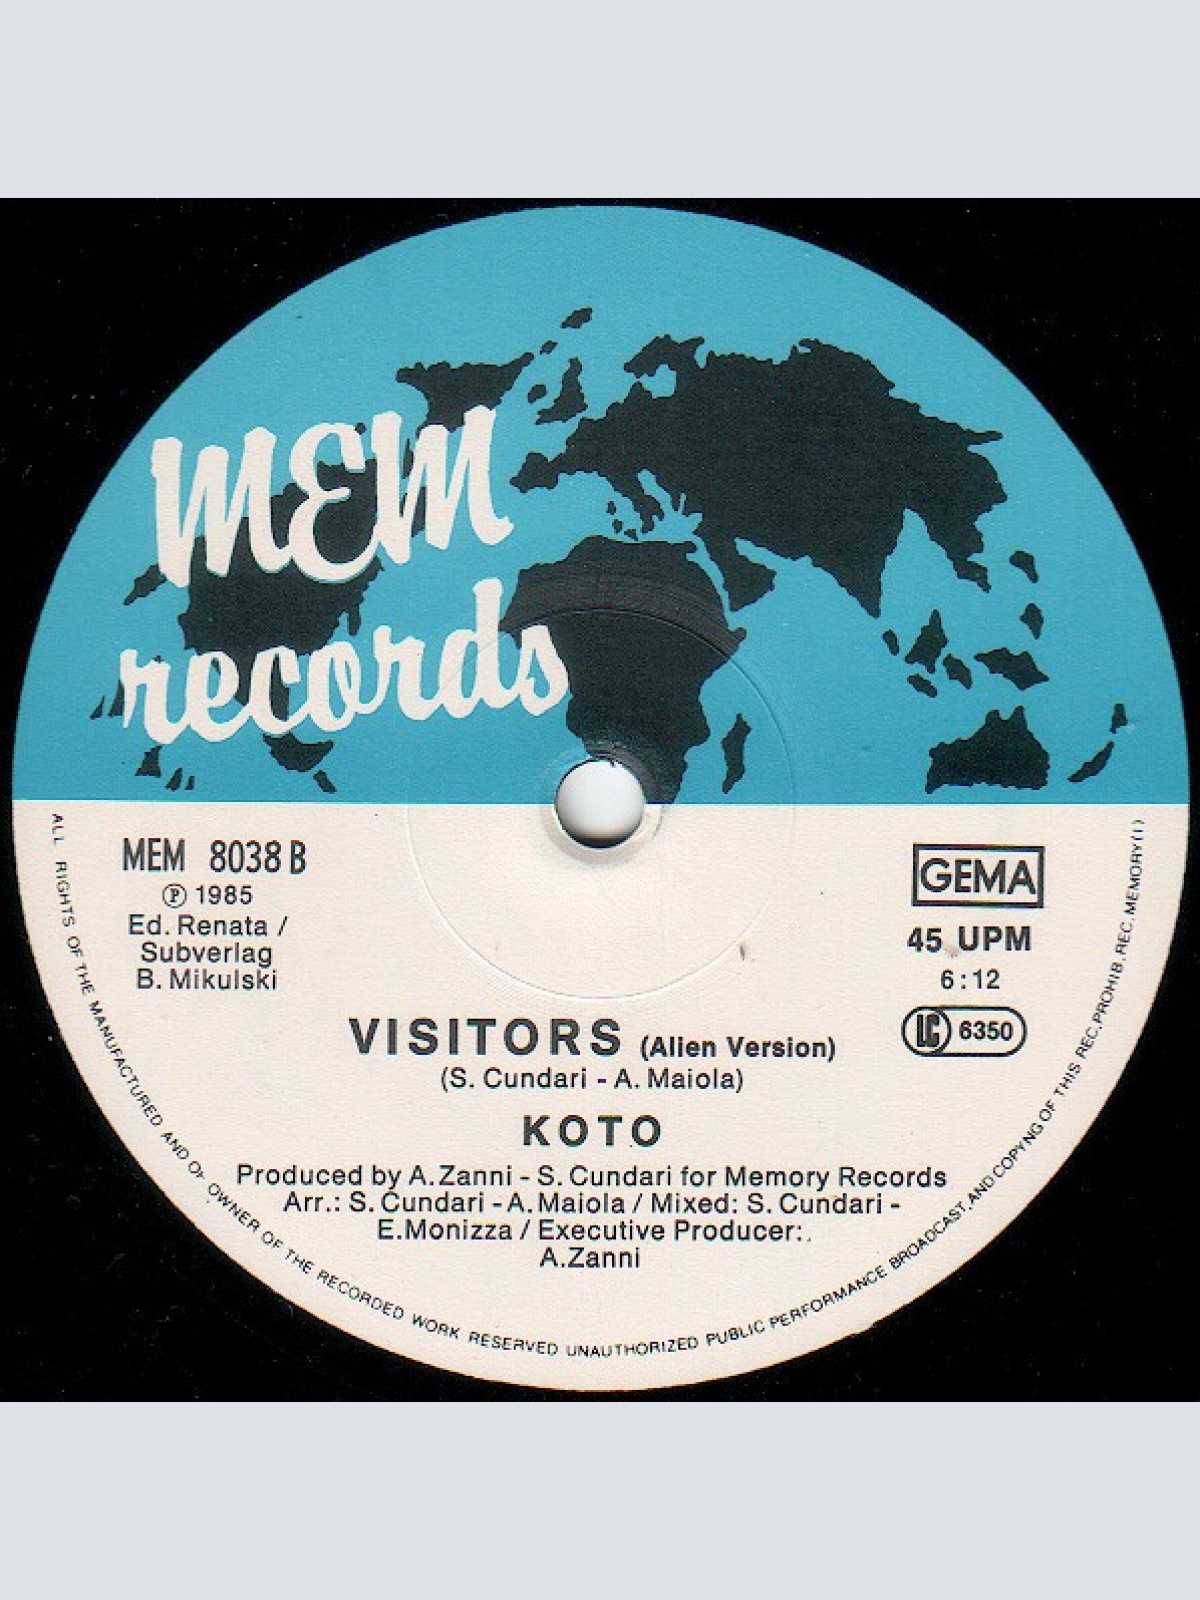 MEM
records
MEM 8038 B
Ⓟ 1985
Ed. Renata /
Subverlag
B. Mikulski
GEMA
45 UPM
6:12
LC 6350
VISITORS (Alien Version)
(S. Cundari - A. Maiola)
KOTO
Produced by A.Zanni - S. Cundari for Memory Records
Arr.: S. Cundari - A. Maiola / Mixed: S. Cundari -
E.Monizza / Executive Producer:
A.Zanni
ALL RIGHTS OF THE MANUFACTURED AND OF OWNER OF THE RECORDED WORK RESERVED UNAUTHORIZED PUBLIC PERFORMANCE BROADCAST.AND COPYNG OF THIS REC.PROHIB.REC.MEMORY(I)